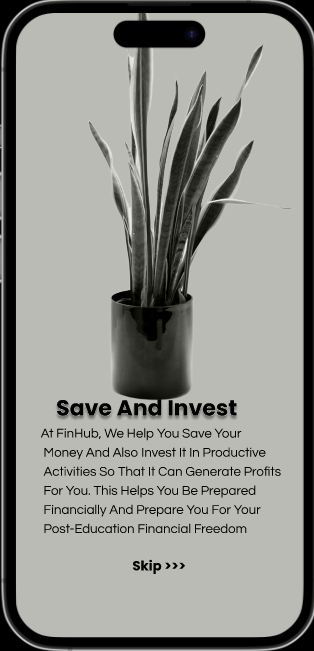 Save And Invest
At FinHub, We Help You Save Your
Money And Also Invest It In Productive
Activities So That It Can Generate Profits
For You. This Helps You Be Prepared
Financially And Prepare You For Your
Post-Education Financial Freedom
Skip >>>